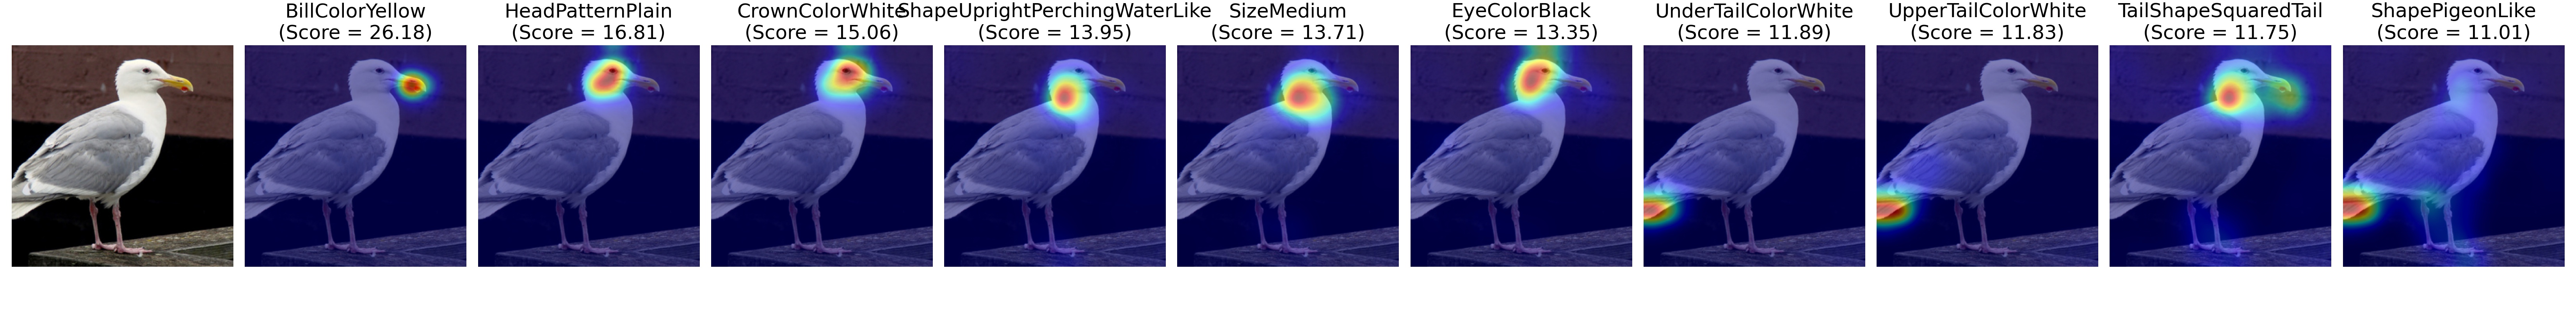 BillColorYellow
(Score = 26.18)
HeadPatternPlain
(Score = 16.81)
CrownColorWhite
(Score = 15.06)
ShapeUprightPerchingWaterLike
(Score = 13.95)
SizeMedium
(Score = 13.71)
EyeColorBlack
(Score = 13.35)
UnderTailColorWhite
(Score = 11.89)
UpperTailColorWhite
(Score = 11.83)
TailShapeSquaredTail
(Score = 11.75)
ShapePigeonLike
(Score = 11.01)